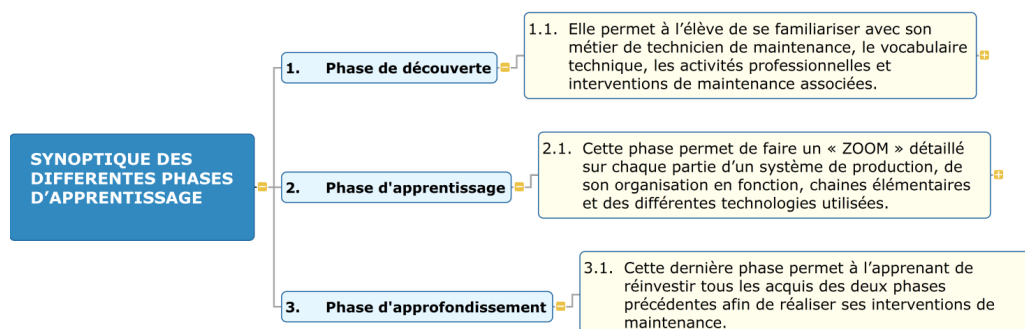 SYNOPTIQUE DES
DIFFERENTES PHASES
D’APPRENTISSAGE
1. Phase de découverte
1.1. Elle permet à l’élève de se familiariser avec son
métier de technicien de maintenance, le vocabulaire
technique, les activités professionnelles et
interventions de maintenance associées.
2. Phase d'apprentissage
2.1. Cette phase permet de faire un « ZOOM » détaillé
sur chaque partie d’un système de production, de
son organisation en fonction, chaines élémentaires
et des différentes technologies utilisées.
3. Phase d'approfondissement
3.1. Cette dernière phase permet à l’apprenant de
réinvestir tous les acquis des deux phases
précédentes afin de réaliser ses interventions de
maintenance.